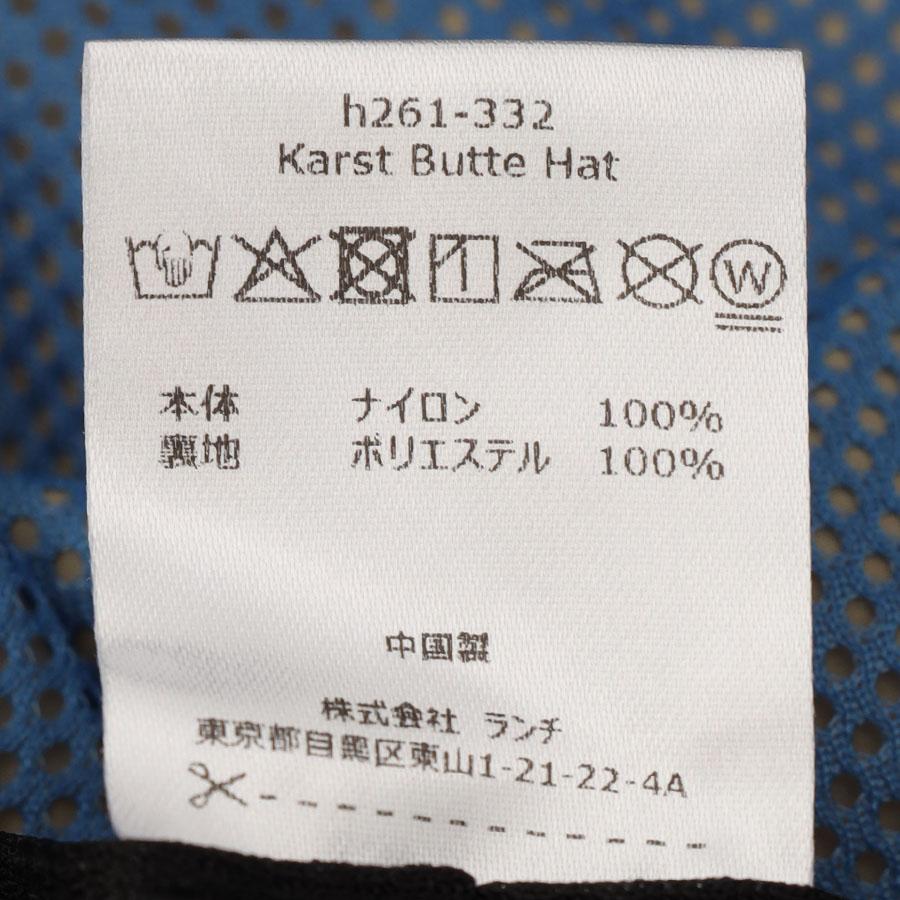 h261-332
Karst Butte Hat
W
本体 ナイロン 100%
裏地 ポリエステル 100%
中国製
株式会社 ランチ
東京都目黒区東山1-21-22-4A